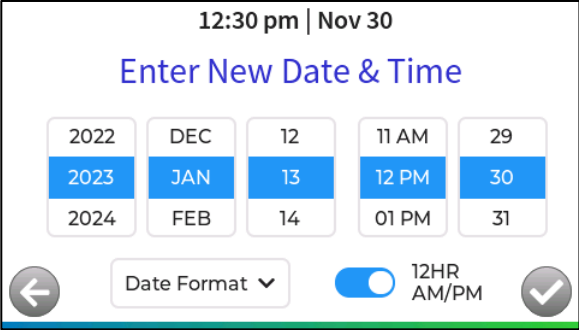 12:30 pm | Nov 30
Enter New Date & Time
2022 DEC 12 11 AM 29
2023 JAN 13 12 PM 30
2024 FEB 14 01 PM 31
Date Format
12HR
AM/PM